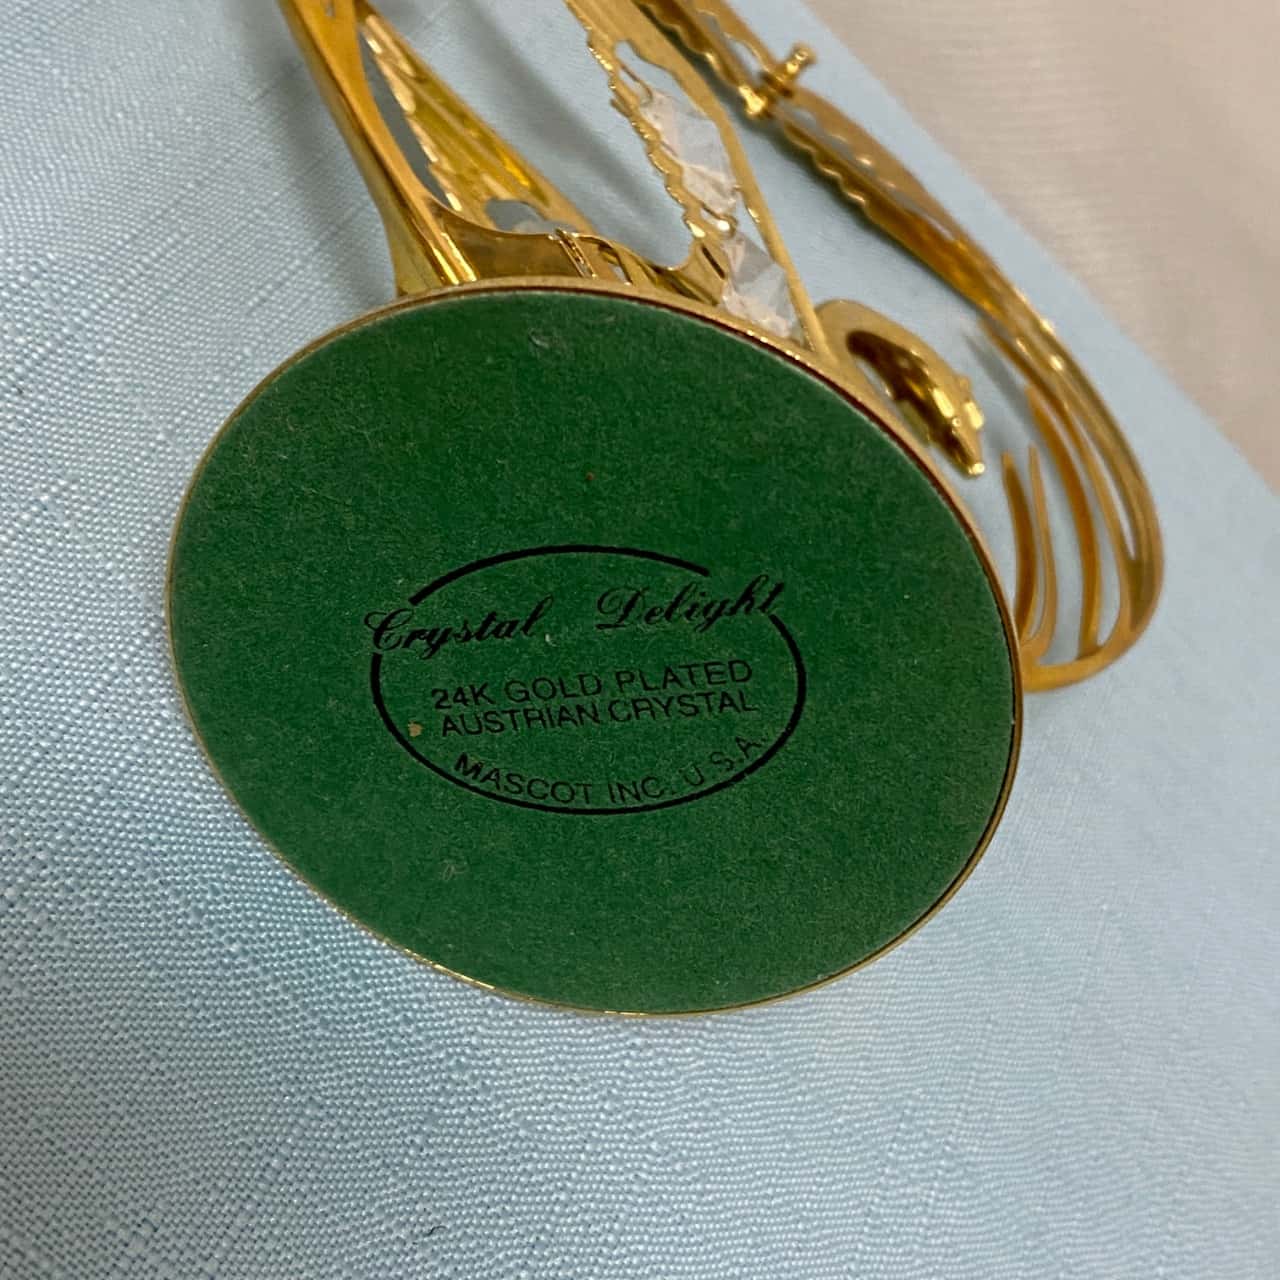 Crystal Delight
24K GOLD PLATED
AUSTRIAN CRYSTAL
MASCOT INC. U.S.A.